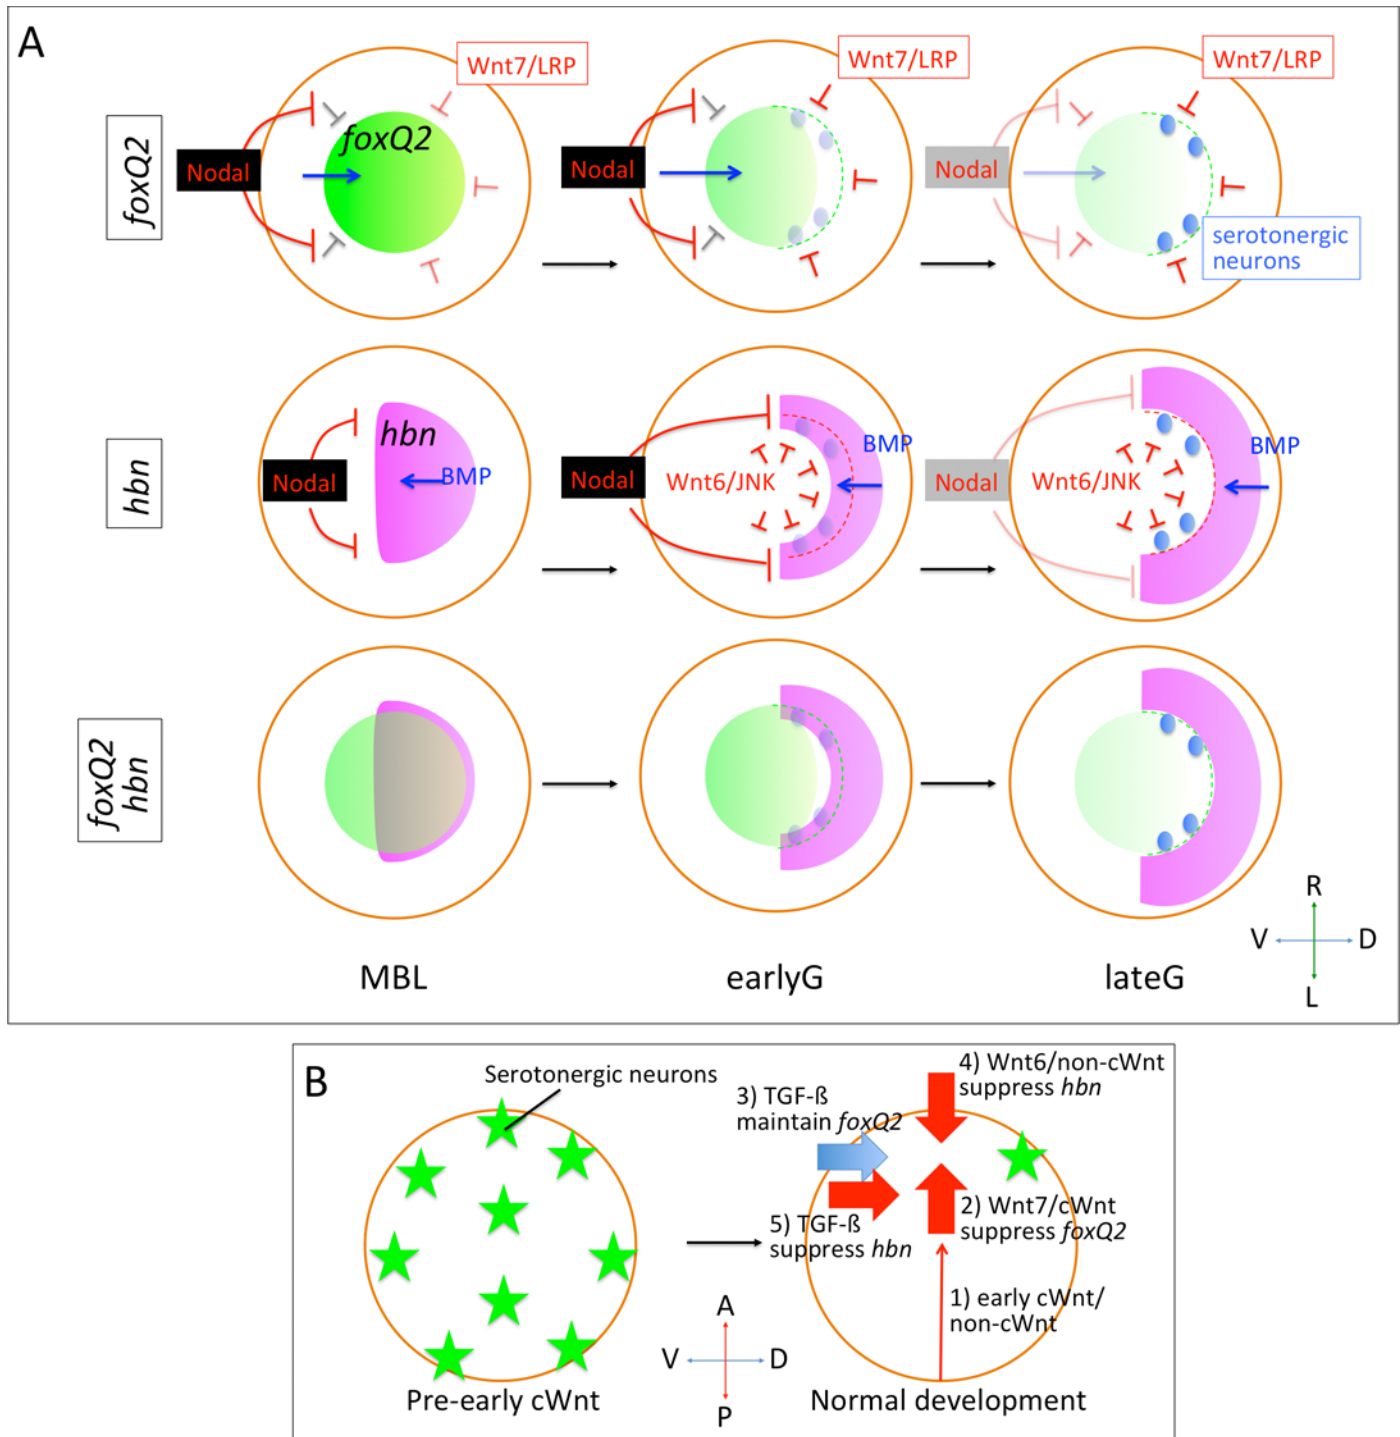 A
Wnt7/LRP
Wnt7/LRP
Wnt7/LRP
foxQ2
foxQ2
Nodal
Nodal
Nodal
serotonergic
neurons
hbn
hbn
Nodal
BMP
Nodal
Wnt6/JNK
BMP
Nodal
Wnt6/JNK
BMP
foxQ2
hbn
R
V
D
L
MBL
earlyG
lateG
B
Serotonergic neurons
3) TGF-ß
maintain foxQ2
4) Wnt6/non-cWnt
suppress hbn
5) TGF-ß
suppress hbn
2) Wnt7/cWnt
suppress foxQ2
1) early cWnt/
non-cWnt
A
V
D
P
Pre-early cWnt
Normal development